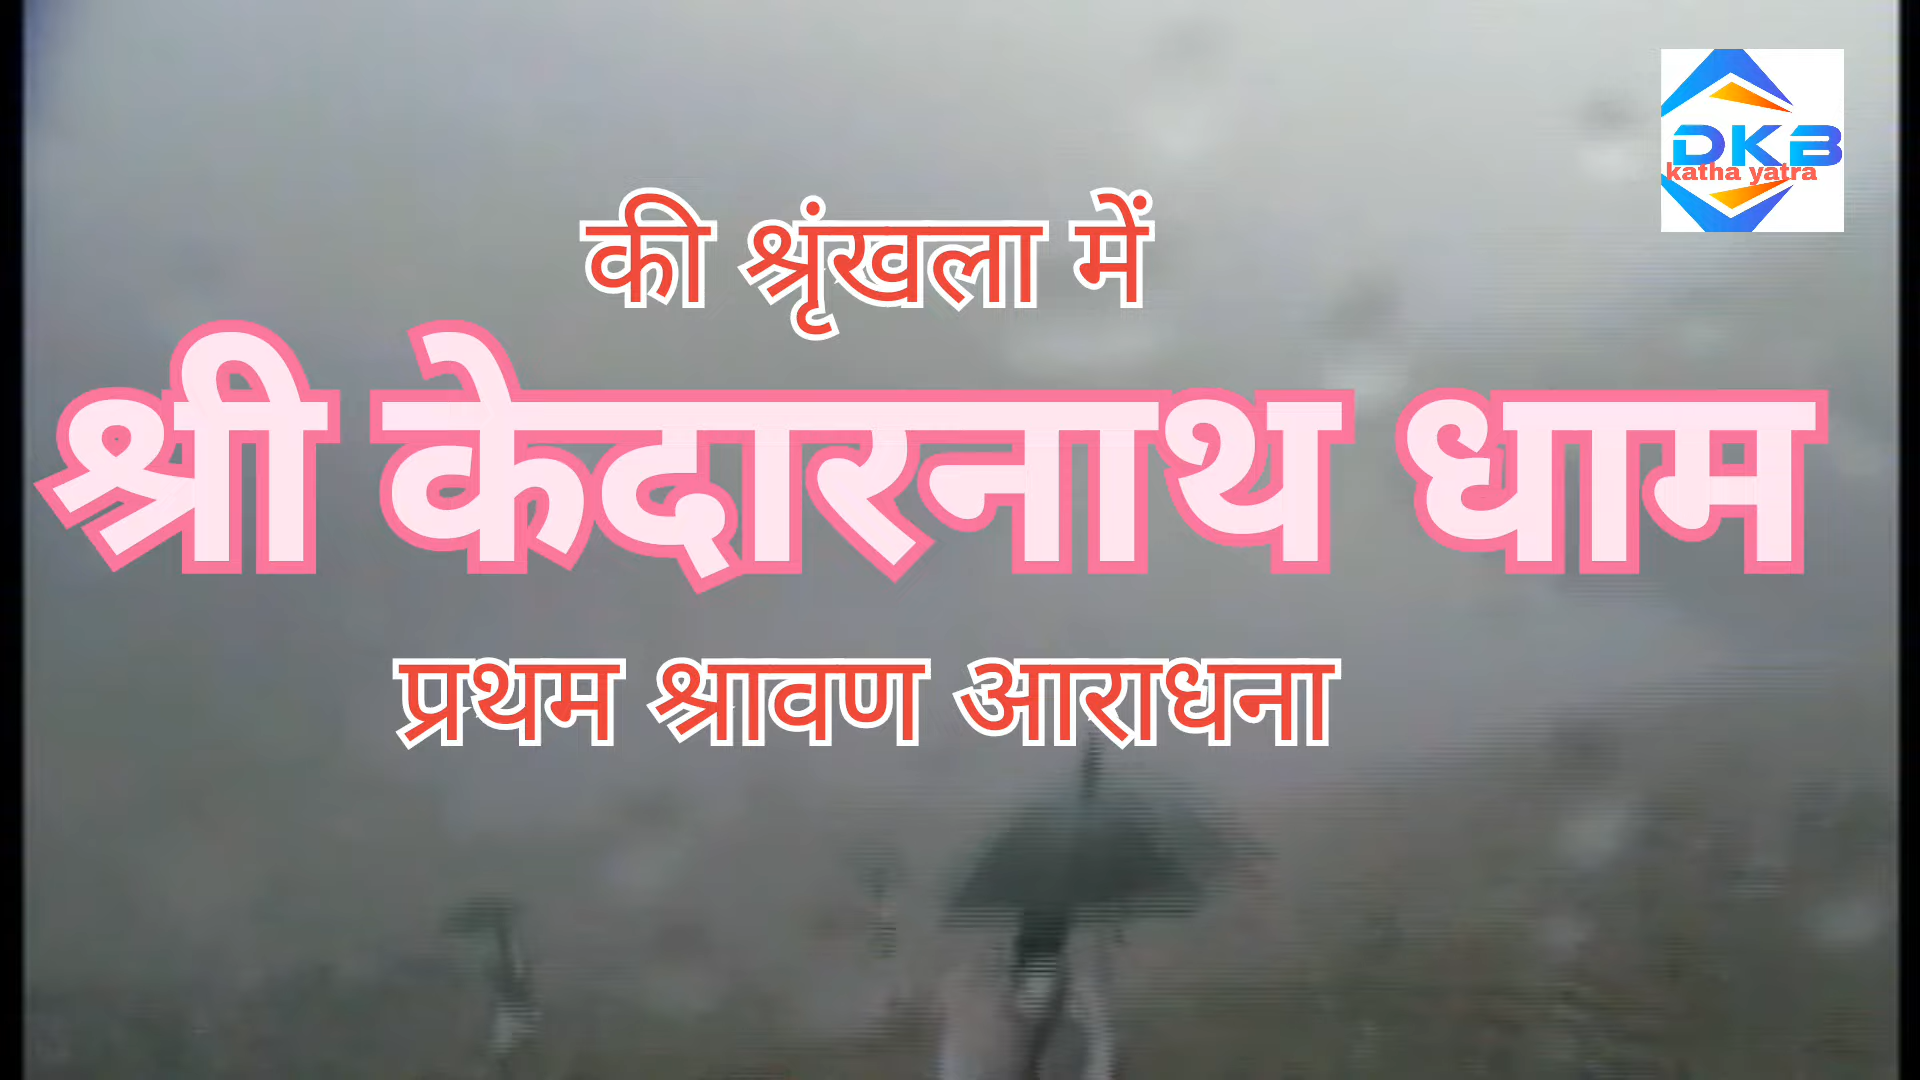 DKB
katha yatra
की श्रृंखला में
श्री केदारनाथ धाम
प्रथम श्रावण आराधना